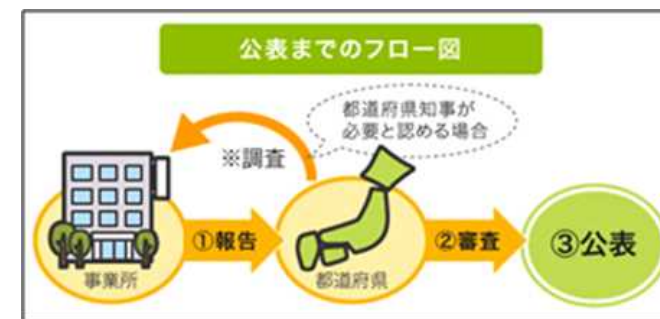 公表までのフロー図
都道府県知事が
必要と認める場合
※調査
①報告
②審査
③公表
事業所
都道府県